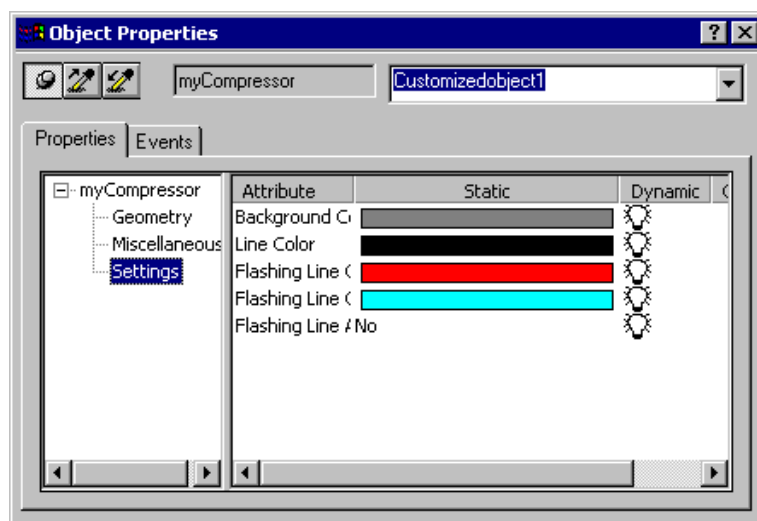 Object Properties
myCompressor
Customizedobject1
Properties
Events
myCompressor
Geometry
Miscellaneous
Settings
Attribute Static Dynamic
Background C
Line Color
Flashing Line
Flashing Line
Flashing Line No